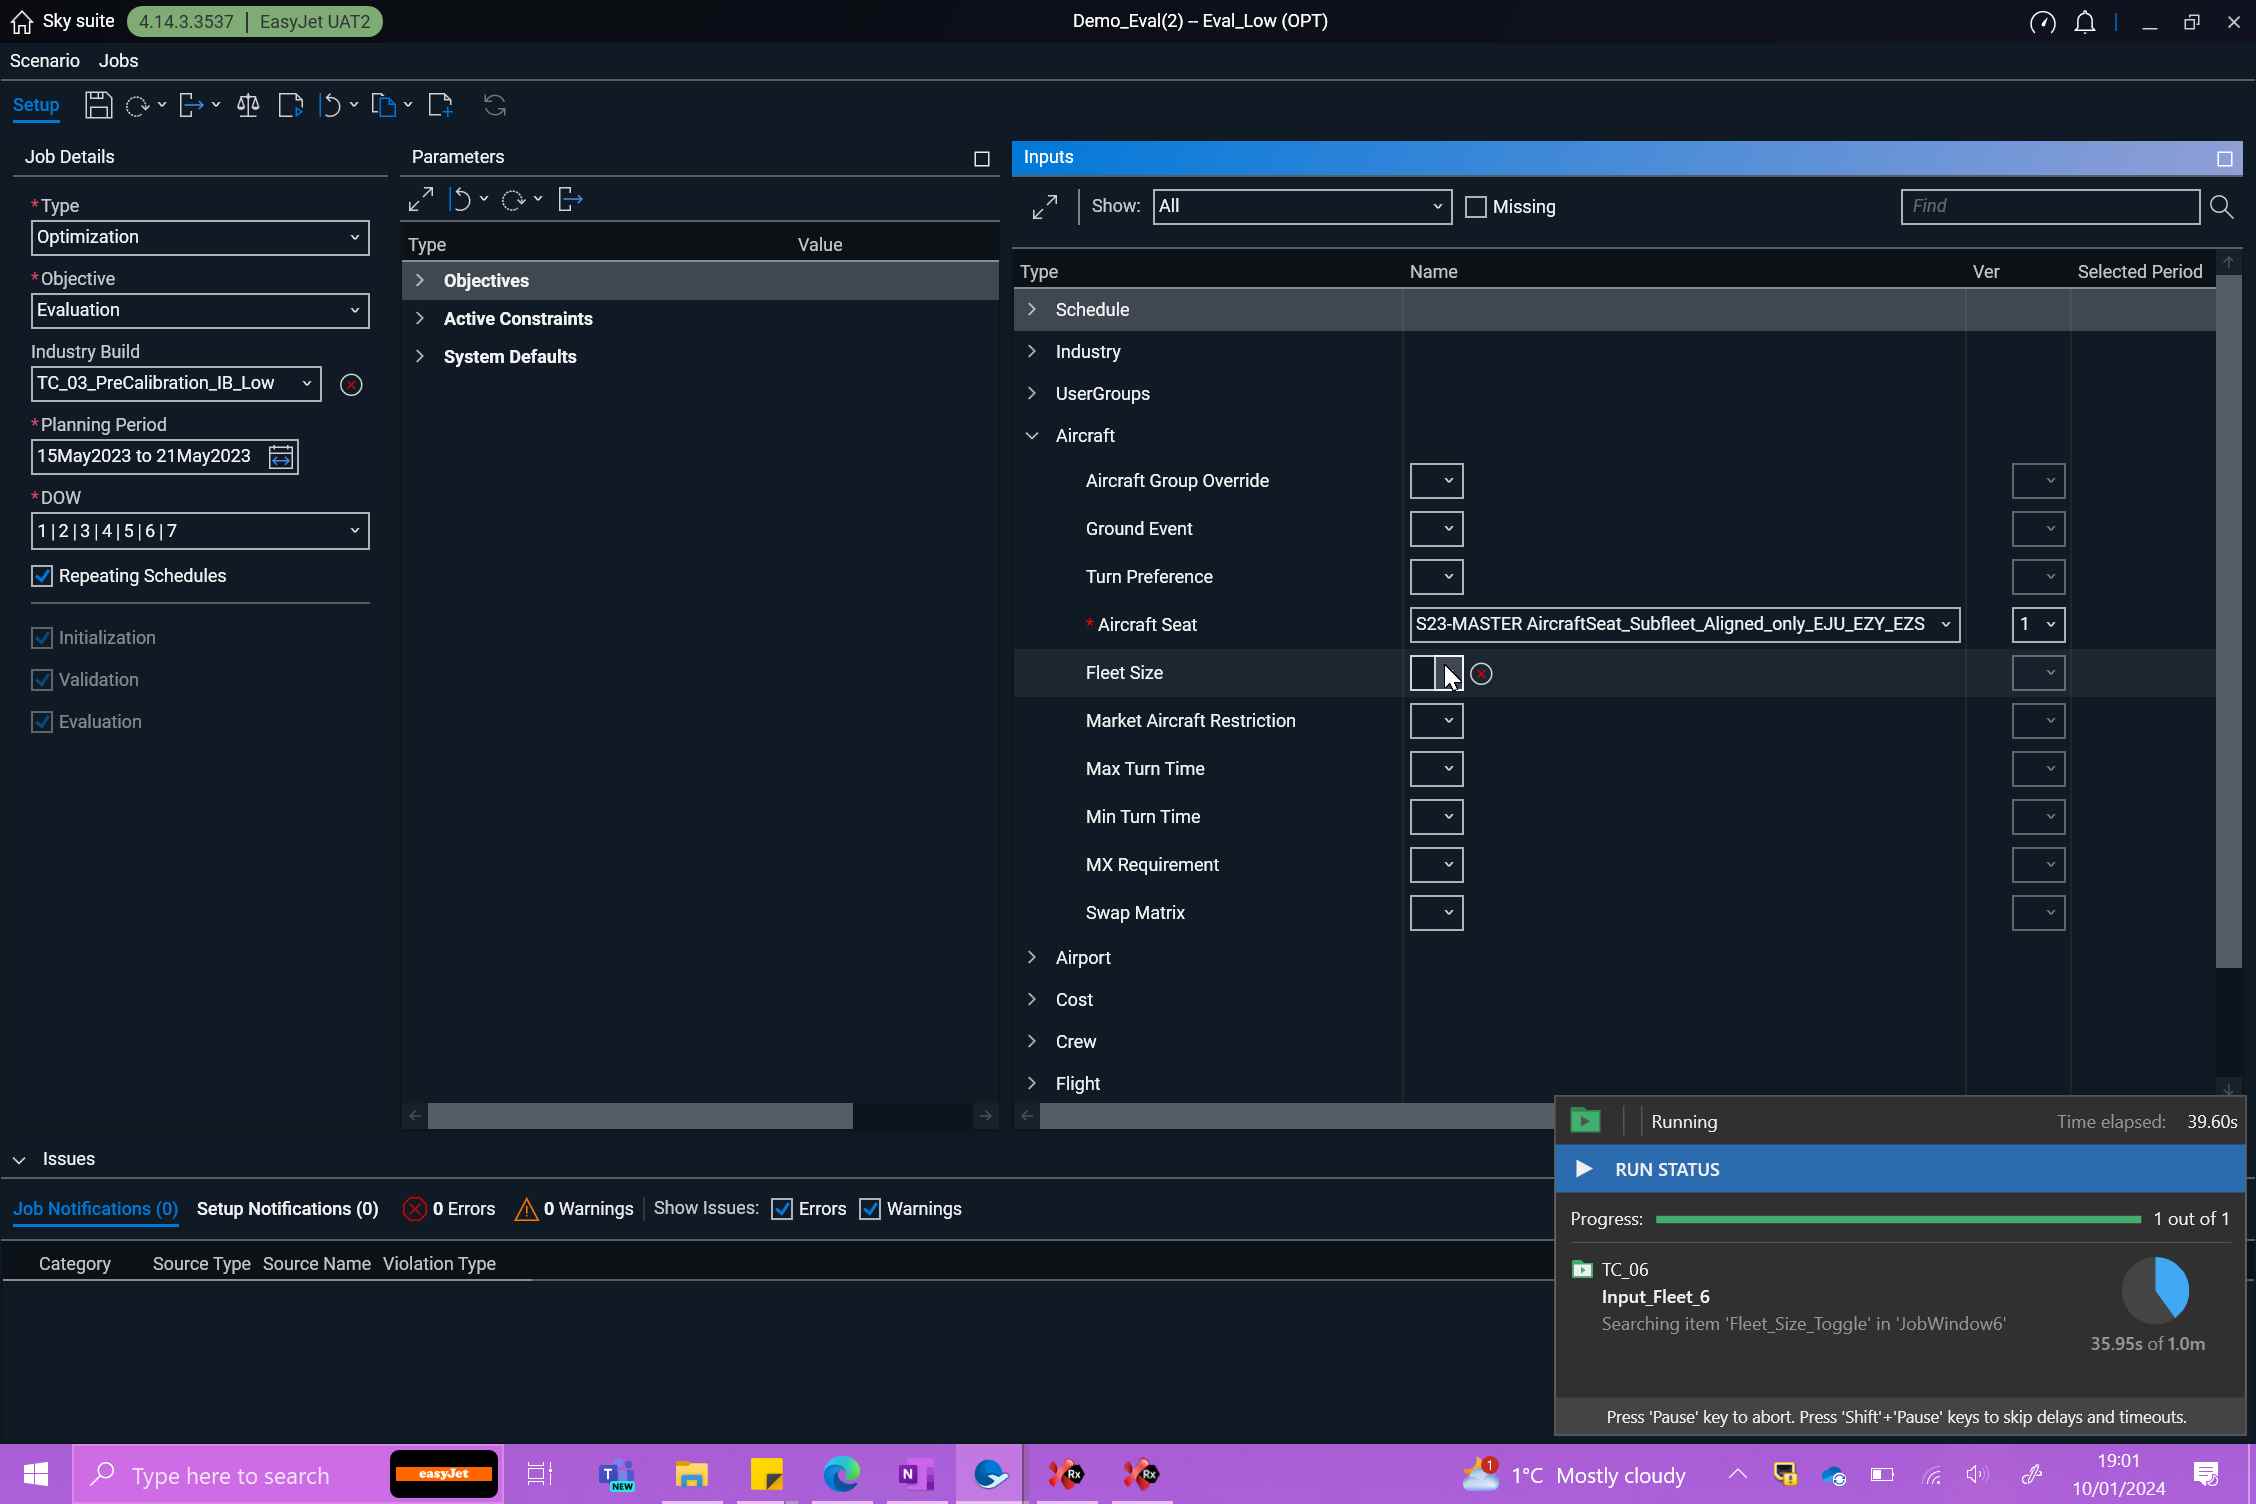 Sky suite 4.14.3.3537 | EasyJet UAT2 Demo_Eval(2) -- Eval_Low (OPT)
Scenario Jobs
Setup
Job Details
*Type
Optimization
*Objective
Evaluation
Industry Build
TC_03_PreCalibration_IB_Low
*Planning Period
15May2023 to 21May2023
*DOW
1|2|3|4|5|6|7
Repeating Schedules
Initialization
Validation
Evaluation
Parameters
Type Value
Objectives
Active Constraints
System Defaults
Inputs
Show: All Missing Find
Type Name Ver Selected Period
Schedule
Industry
UserGroups
Aircraft
Aircraft Group Override
Ground Event
Turn Preference
* Aircraft Seat S23-MASTER AircraftSeat_Subfleet_Aligned_only_EJU_EZY_EZS 1
Fleet Size
Market Aircraft Restriction
Max Turn Time
Min Turn Time
MX Requirement
Swap Matrix
Airport
Cost
Crew
Flight
Issues
Job Notifications (0) Setup Notifications (0) 0 Errors 0 Warnings Show Issues: Errors Warnings
Category Source Type Source Name Violation Type
Running Time elapsed: 39.60s
RUN STATUS
Progress: 1 out of 1
TC_06
Input_Fleet_6
Searching item 'Fleet_Size_Toggle' in 'JobWindow6'
35.95s of 1.0m
Press 'Pause' key to abort. Press 'Shift'+'Pause' keys to skip delays and timeouts.
Type here to search easyJet T NEW N Rx Rx 1 1°C Mostly cloudy 19:01
10/01/2024